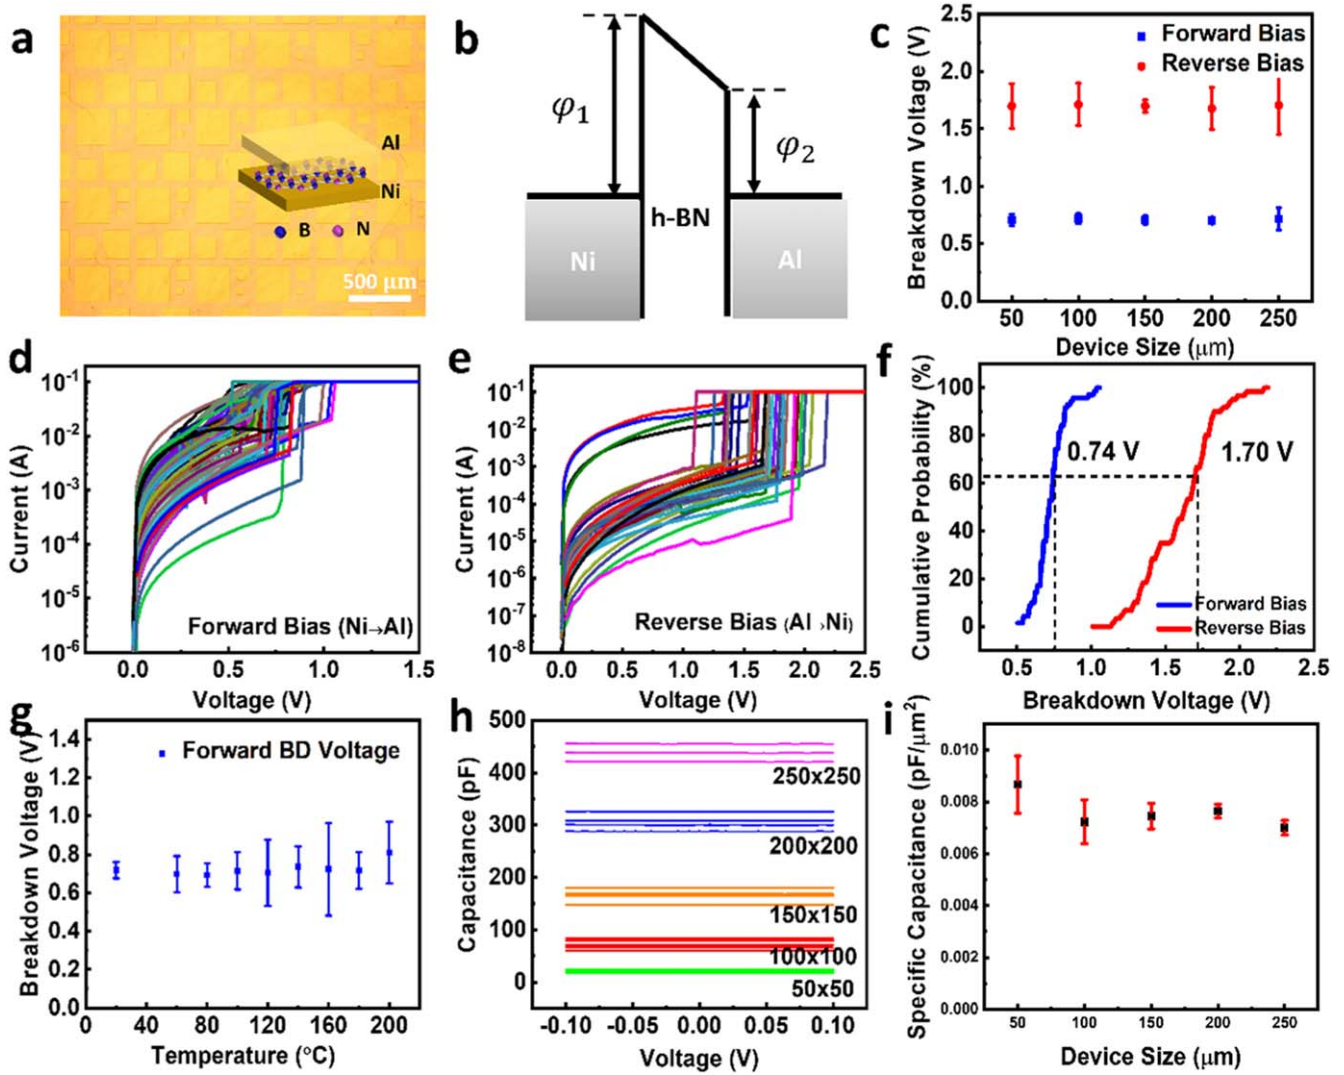 a
Al
Ni
B N
500 μm
b
φ1
φ2
h-BN
Ni
Al
c
Breakdown Voltage (V)
2.5
2.0
1.5
1.0
0.5
0.0
Forward Bias
Reverse Bias
50 100 150 200 250
Device Size (μm)
d
Current (A)
10-1
10-2
10-3
10-4
10-5
10-6
Forward Bias (Ni→Al)
0.0 0.5 1.0 1.5
Voltage (V)
e
Current (A)
10-1
10-2
10-3
10-4
10-5
10-6
10-7
10-8
Reverse Bias (Al→Ni)
0.0 0.5 1.0 1.5 2.0 2.5
Voltage (V)
f
Cumulative Probability (%)
100
80
60
40
20
0
0.74 V
1.70 V
Forward Bias
Reverse Bias
0.5 1.0 1.5 2.0 2.5
Breakdown Voltage (V)
g
Breakdown Voltage (V)
1.4
1.2
1.0
0.8
0.6
0.4
0.2
0.0
Forward BD Voltage
0 40 80 120 160 200
Temperature (°C)
h
Capacitance (pF)
500
400
300
200
100
0
250x250
200x200
150x150
100x100
50x50
-0.10 -0.05 0.00 0.05 0.10
Voltage (V)
i
Specific Capacitance (pF/μm2)
0.010
0.008
0.006
0.004
0.002
0.000
50 100 150 200 250
Device Size (μm)